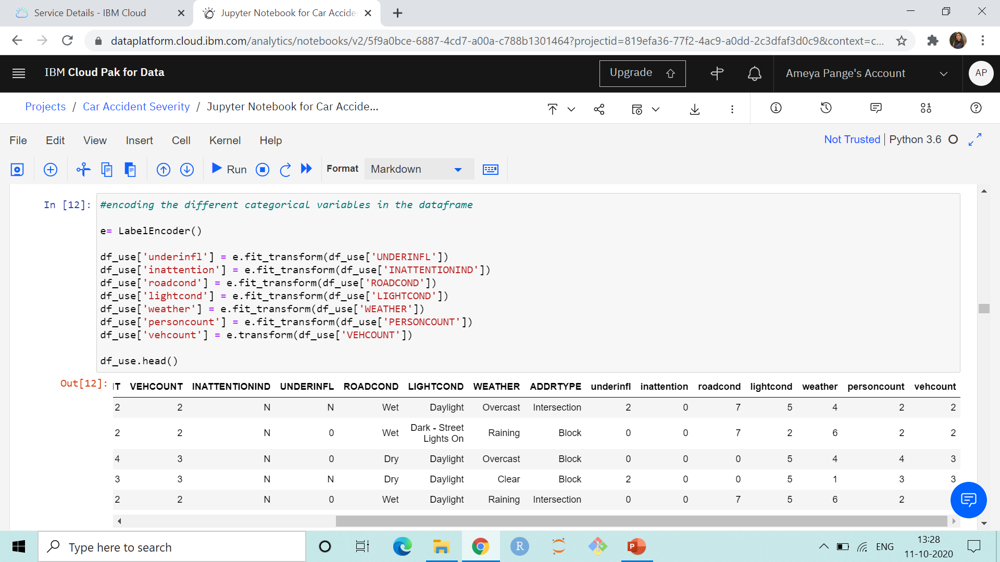 Service Details - IBM Cloud
Jupyter Notebook for Car Accide
dataplatform.cloud.ibm.com/analytics/notebooks/v2/5f9a0bce-6887-4cd7-a00a-c788b1301464?projectid=819efa36-77f2-4ac9-a0dd-2c3dfaf3d0c9&context=c...
IBM Cloud Pak for Data
Upgrade
Ameya Pange's Account
AP
Projects / Car Accident Severity / Jupyter Notebook for Car Accide...
File Edit View Insert Cell Kernel Help
Not Trusted | Python 3.6
Run
Format
Markdown
In [12]:
#encoding the different categorical variables in the dataframe
e= LabelEncoder()
df_use['underinfl'] = e.fit_transform(df_use['UNDERINFL'])
df_use['inattention'] = e.fit_transform(df_use['INATTENTIONIND'])
df_use['roadcond'] = e.fit_transform(df_use['ROADCOND'])
df_use['lightcond'] = e.fit_transform(df_use['LIGHTCOND'])
df_use['weather'] = e.fit_transform(df_use['WEATHER'])
df_use['personcount'] = e.fit_transform(df_use['PERSONCOUNT'])
df_use['vehcount'] = e.transform(df_use['VEHCOUNT'])
df_use.head()
Out[12]:
T VEHCOUNT INATTENTIONIND UNDERINFL ROADCOND LIGHTCOND WEATHER ADDRTYPE underinfl inattention roadcond lightcond weather personcount vehcount
2 2 N N Wet Daylight Overcast Intersection 2 0 7 5 4 2 2
2 2 N 0 Wet Dark - Street Lights On Raining Block 0 0 7 2 6 2 2
4 3 N 0 Dry Daylight Overcast Block 0 0 0 5 4 4 3
3 3 N N Dry Daylight Clear Block 2 0 0 5 1 3 3
2 2 N 0 Wet Daylight Raining Intersection 0 0 7 5 6 2
Type here to search
R
P
ENG
13:28
11-10-2020